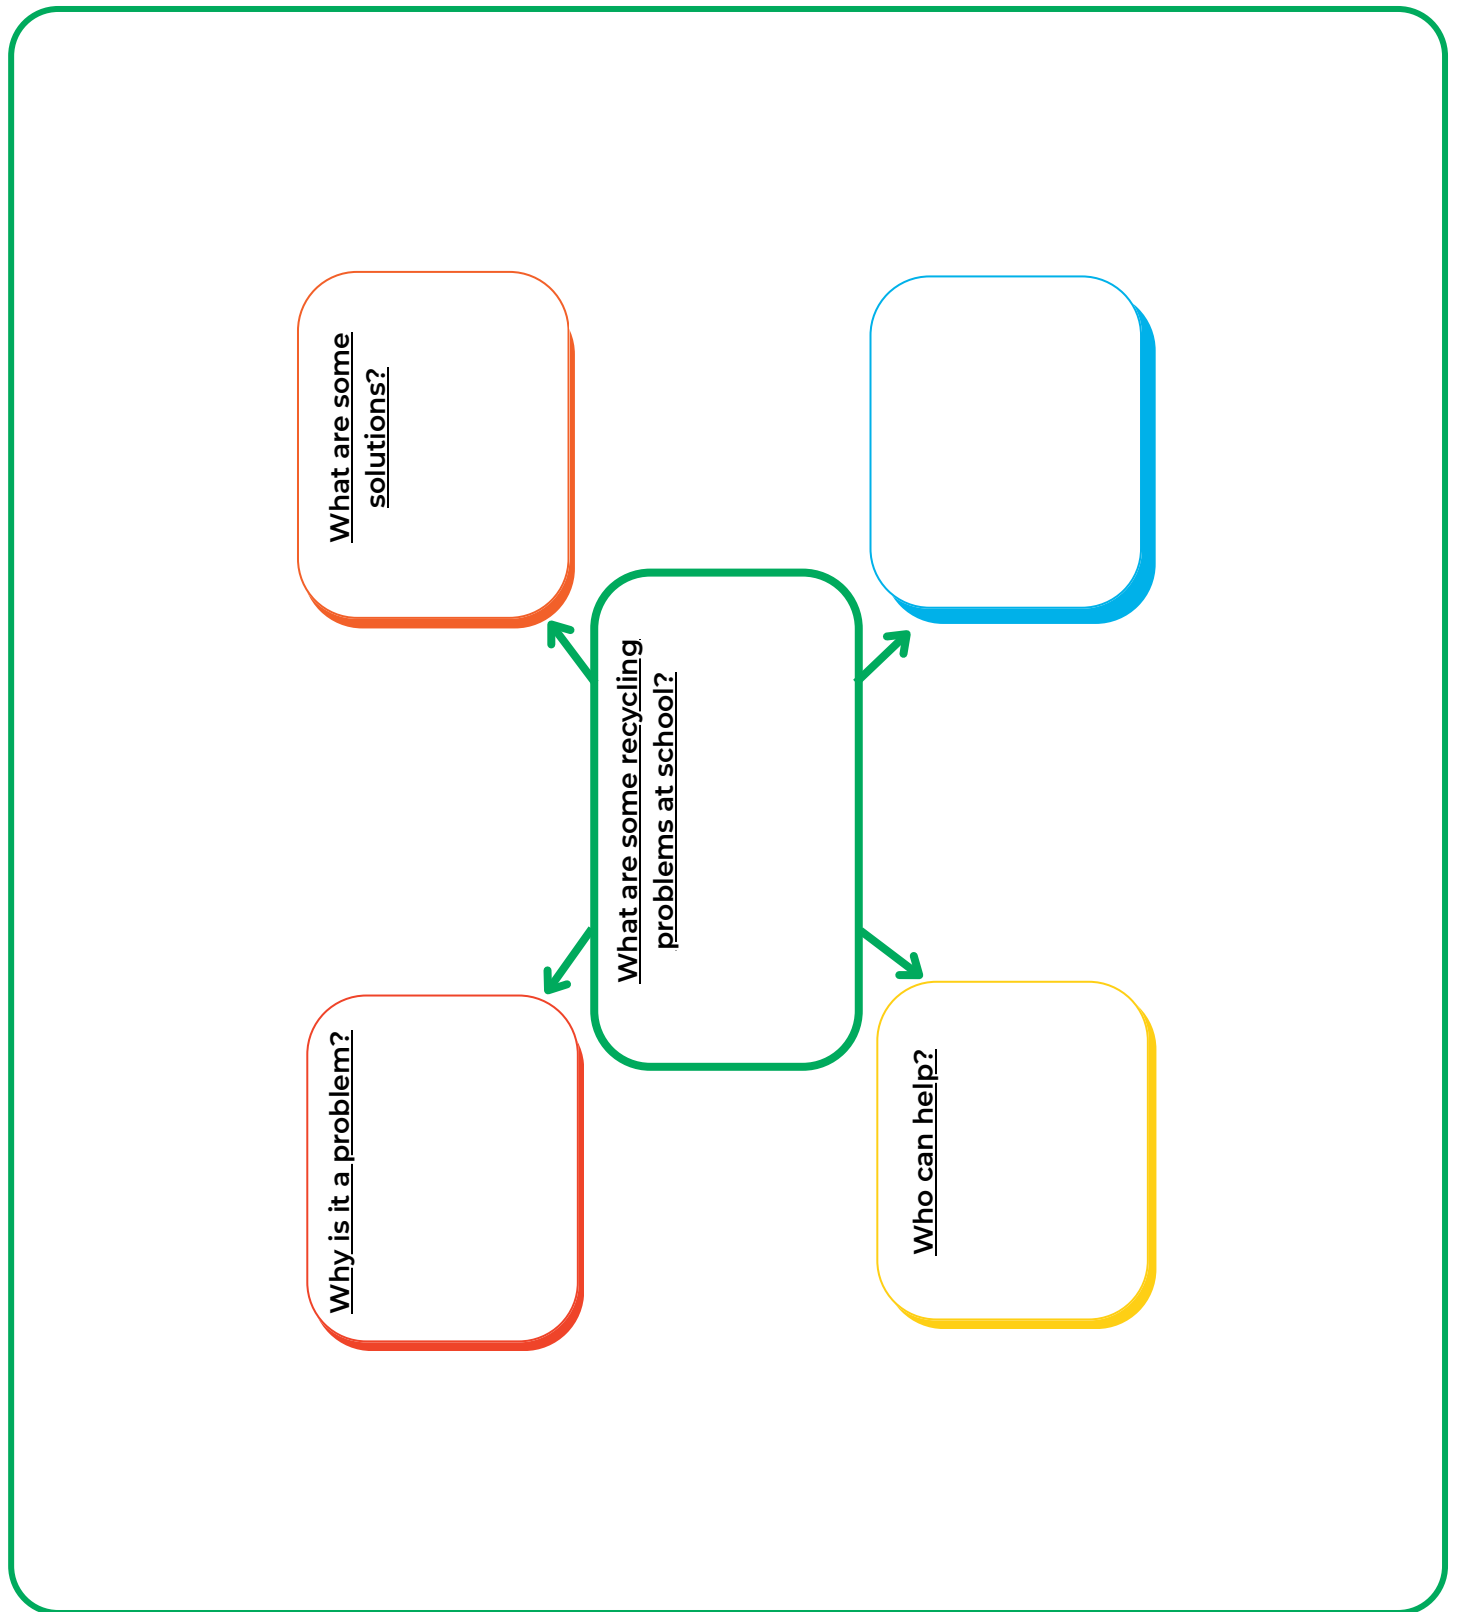 Why is it a problem?
What are some
solutions?
What are some recycling
problems at school?
Who can help?